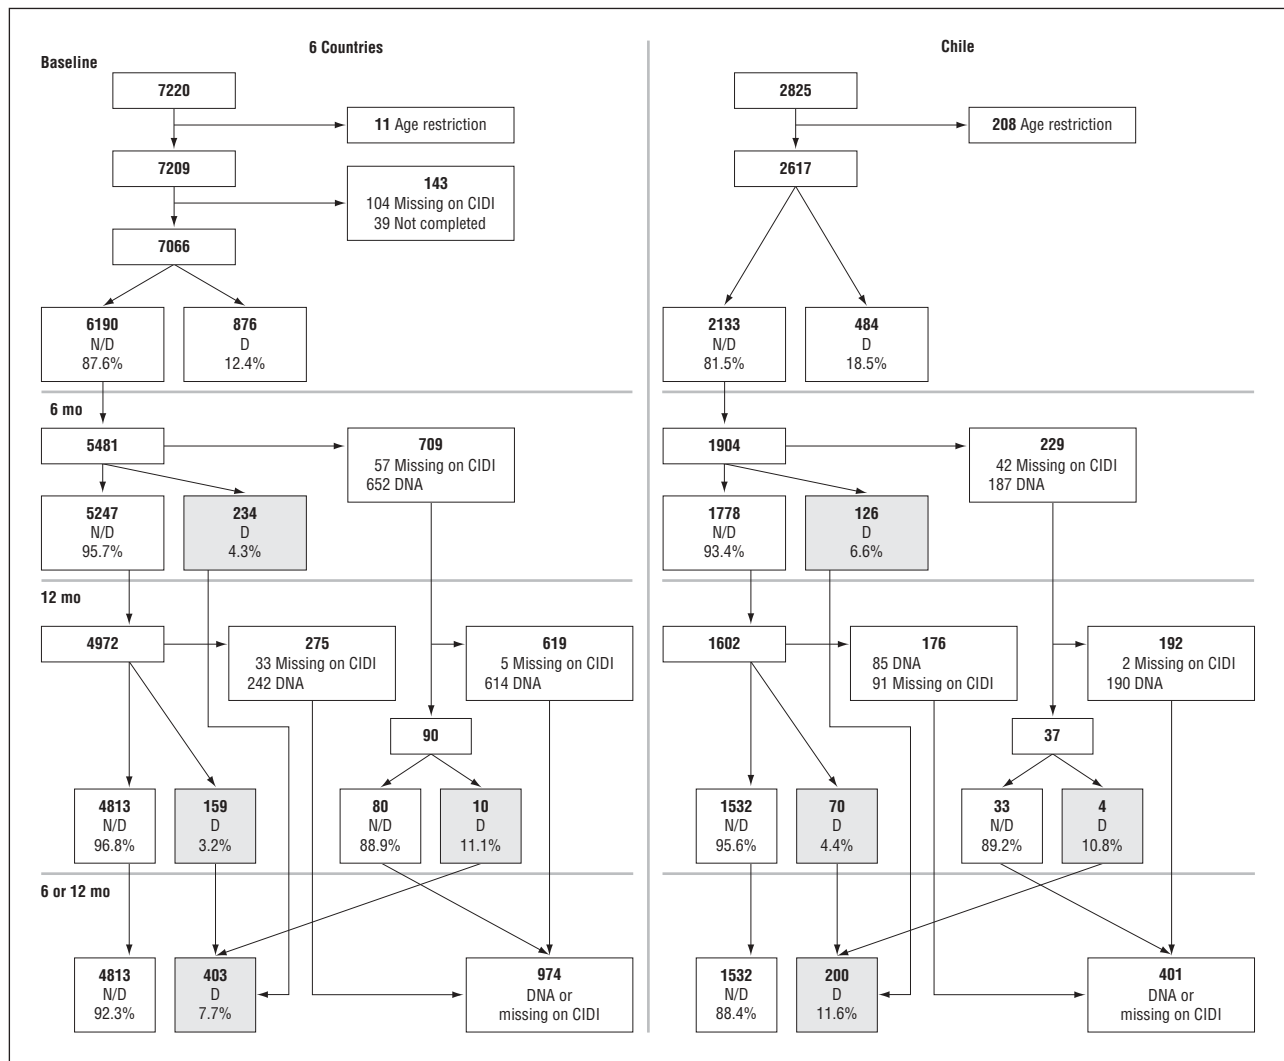 6 Countries
Baseline
7220
11 Age restriction
7209
143
104 Missing on CIDI
39 Not completed
7066
6190
N/D
87.6%
876
D
12.4%
6 mo
5481
709
57 Missing on CIDI
652 DNA
5247
N/D
95.7%
234
D
4.3%
12 mo
4972
275
33 Missing on CIDI
242 DNA
619
5 Missing on CIDI
614 DNA
90
4813
N/D
96.8%
159
D
3.2%
80
N/D
88.9%
10
D
11.1%
6 or 12 mo
4813
N/D
92.3%
403
D
7.7%
974
DNA or
missing on CIDI
Chile
2825
208 Age restriction
2617
2133
N/D
81.5%
484
D
18.5%
1904
229
42 Missing on CIDI
187 DNA
1778
N/D
93.4%
126
D
6.6%
1602
176
85 DNA
91 Missing on CIDI
192
2 Missing on CIDI
190 DNA
37
1532
N/D
95.6%
70
D
4.4%
33
N/D
89.2%
4
D
10.8%
1532
N/D
88.4%
200
D
11.6%
401
DNA or
missing on CIDI